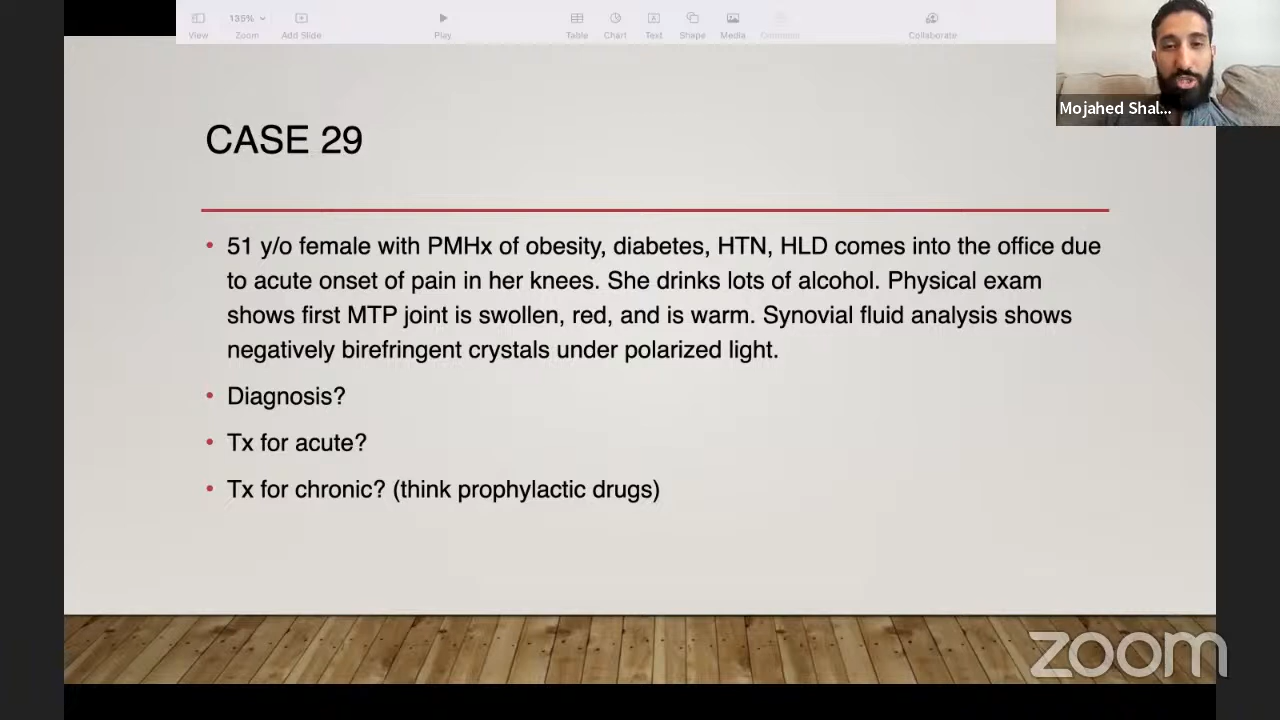 135%
View
Zoom
Add Slide
Play
Table
Chart
Text
Shape
Media
Comment
Collaborate
Mojahed Shal...
CASE 29
• 51 y/o female with PMHx of obesity, diabetes, HTN, HLD comes into the office due
to acute onset of pain in her knees. She drinks lots of alcohol. Physical exam
shows first MTP joint is swollen, red, and is warm. Synovial fluid analysis shows
negatively birefringent crystals under polarized light.
• Diagnosis?
• Tx for acute?
• Tx for chronic? (think prophylactic drugs)
zoom